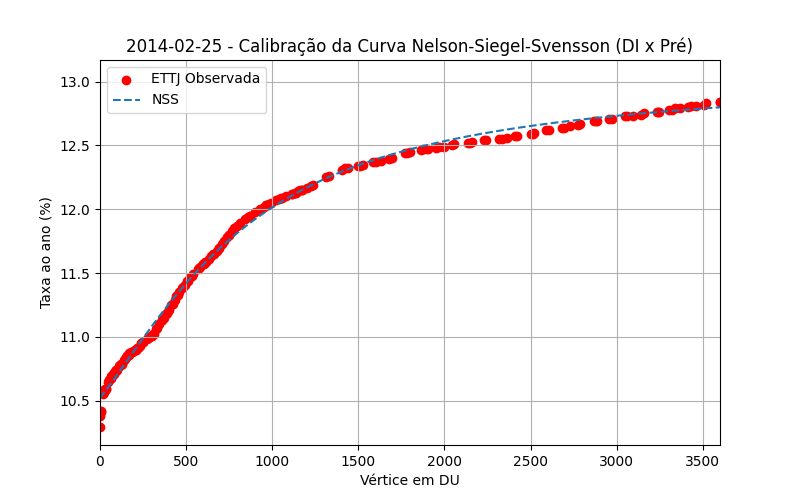 2014-02-25 - Calibração da Curva Nelson-Siegel-Svensson (DI x Pré)
ETTJ Observada
NSS
Taxa ao ano (%)
13.0
12.5
12.0
11.5
11.0
10.5
0 500 1000 1500 2000 2500 3000 3500
Vértice em DU